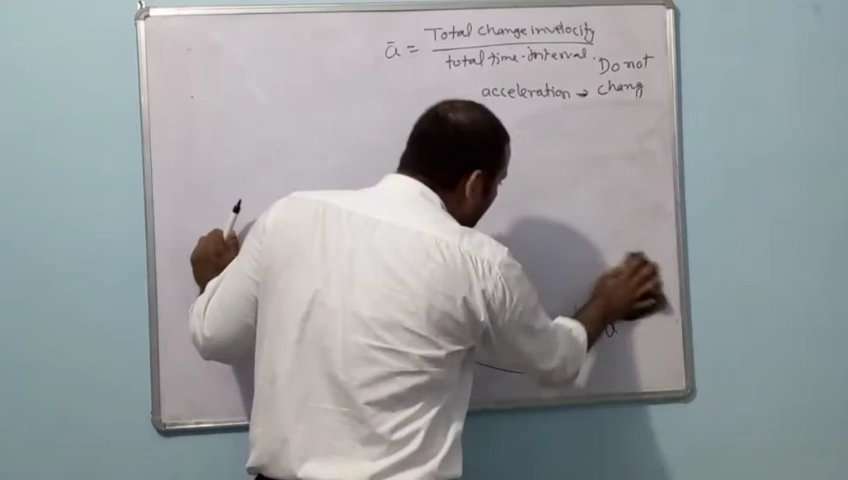 ā = Total change in velocity
total time. interval.
Do not
acceleration → chang
a